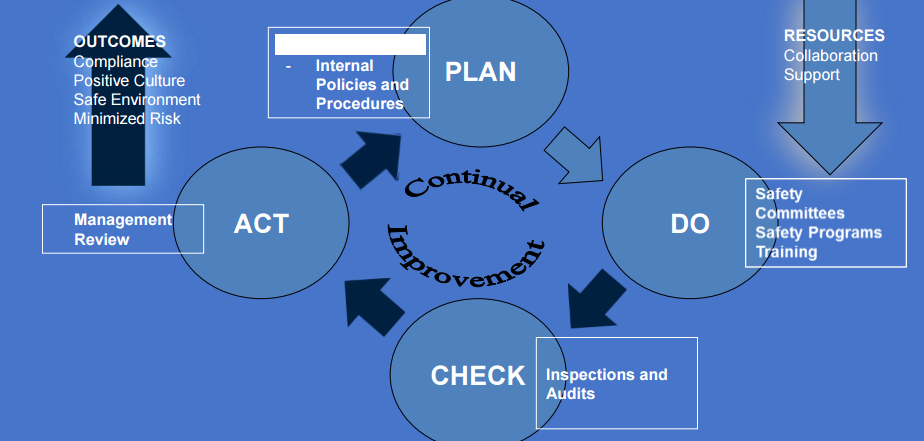 OUTCOMES
Compliance
Positive Culture
Safe Environment
Minimized Risk
- Internal
Policies and
Procedures
PLAN
RESOURCES
Collaboration
Support
Continual
Improvement
ACT
Management
Review
DO
Safety
Committees
Safety Programs
Training
CHECK
Inspections and
Audits